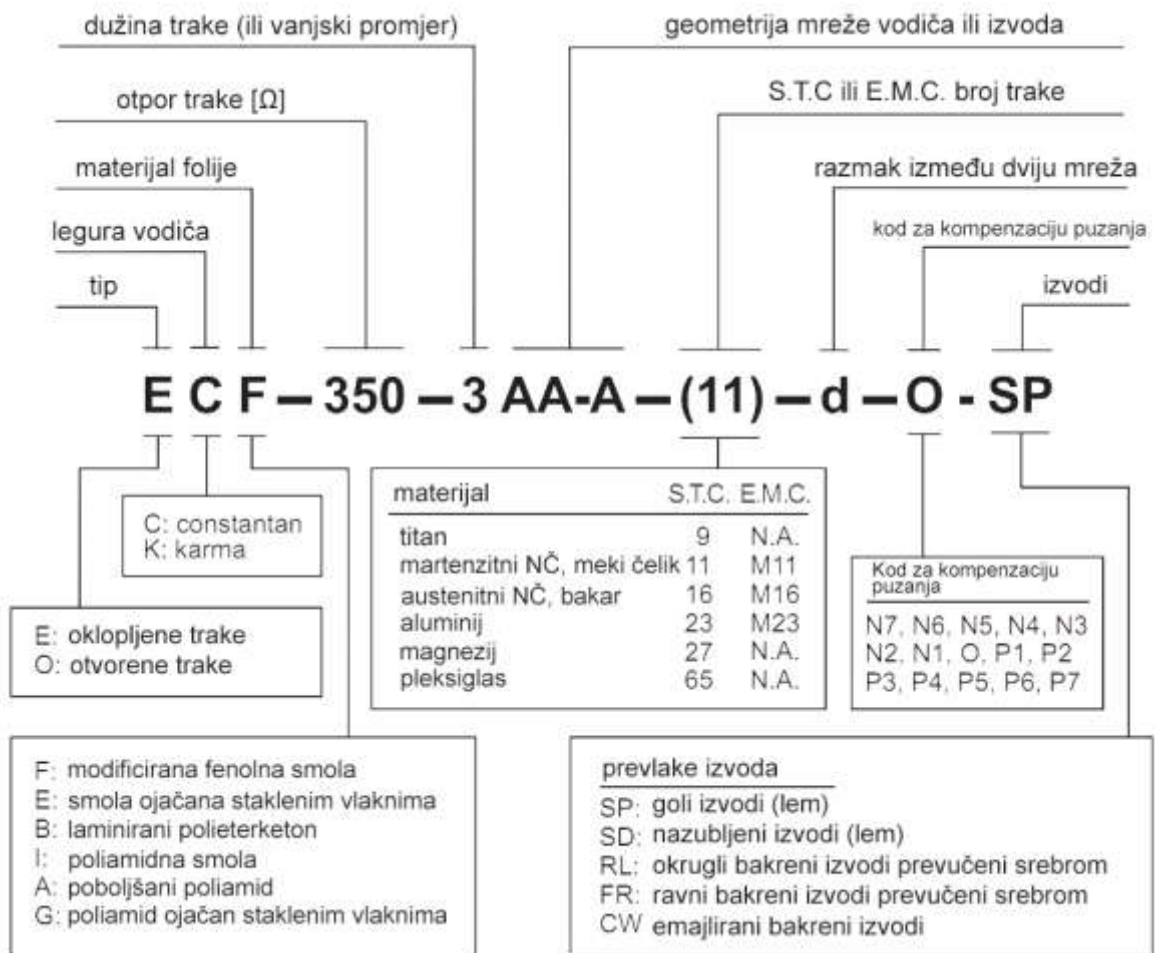 dužina trake (ili vanjski promjer)
geometrija mreže vodiča ili izvoda
otpor trake [Ω]
S.T.C ili E.M.C. broj trake
materijal folije
razmak između dviju mreža
legura vodiča
kod za kompenzaciju puzanja
tip
izvodi
E C F – 350 – 3 AA-A – (11) – d – O - SP
C: constantan
K: karma
E: oklopljene trake
O: otvorene trake
materijal S.T.C. E.M.C.
titan 9 N.A.
martenzitni NČ, meki čelik 11 M11
austenitni NČ, bakar 16 M16
aluminij 23 M23
magnezij 27 N.A.
pleksiglas 65 N.A.
Kod za kompenzaciju
puzanja
N7, N6, N5, N4, N3
N2, N1, O, P1, P2
P3, P4, P5, P6, P7
F: modificirana fenolna smola
E: smola ojačana staklenim vlaknima
B: laminirani polieterketon
I: poliamidna smola
A: poboljšani poliamid
G: poliamid ojačan staklenim vlaknima
prevlake izvoda
SP: goli izvodi (lem)
SD: nazubljeni izvodi (lem)
RL: okrugli bakreni izvodi prevučeni srebrom
FR: ravni bakreni izvodi prevučeni srebrom
CW emajlirani bakreni izvodi